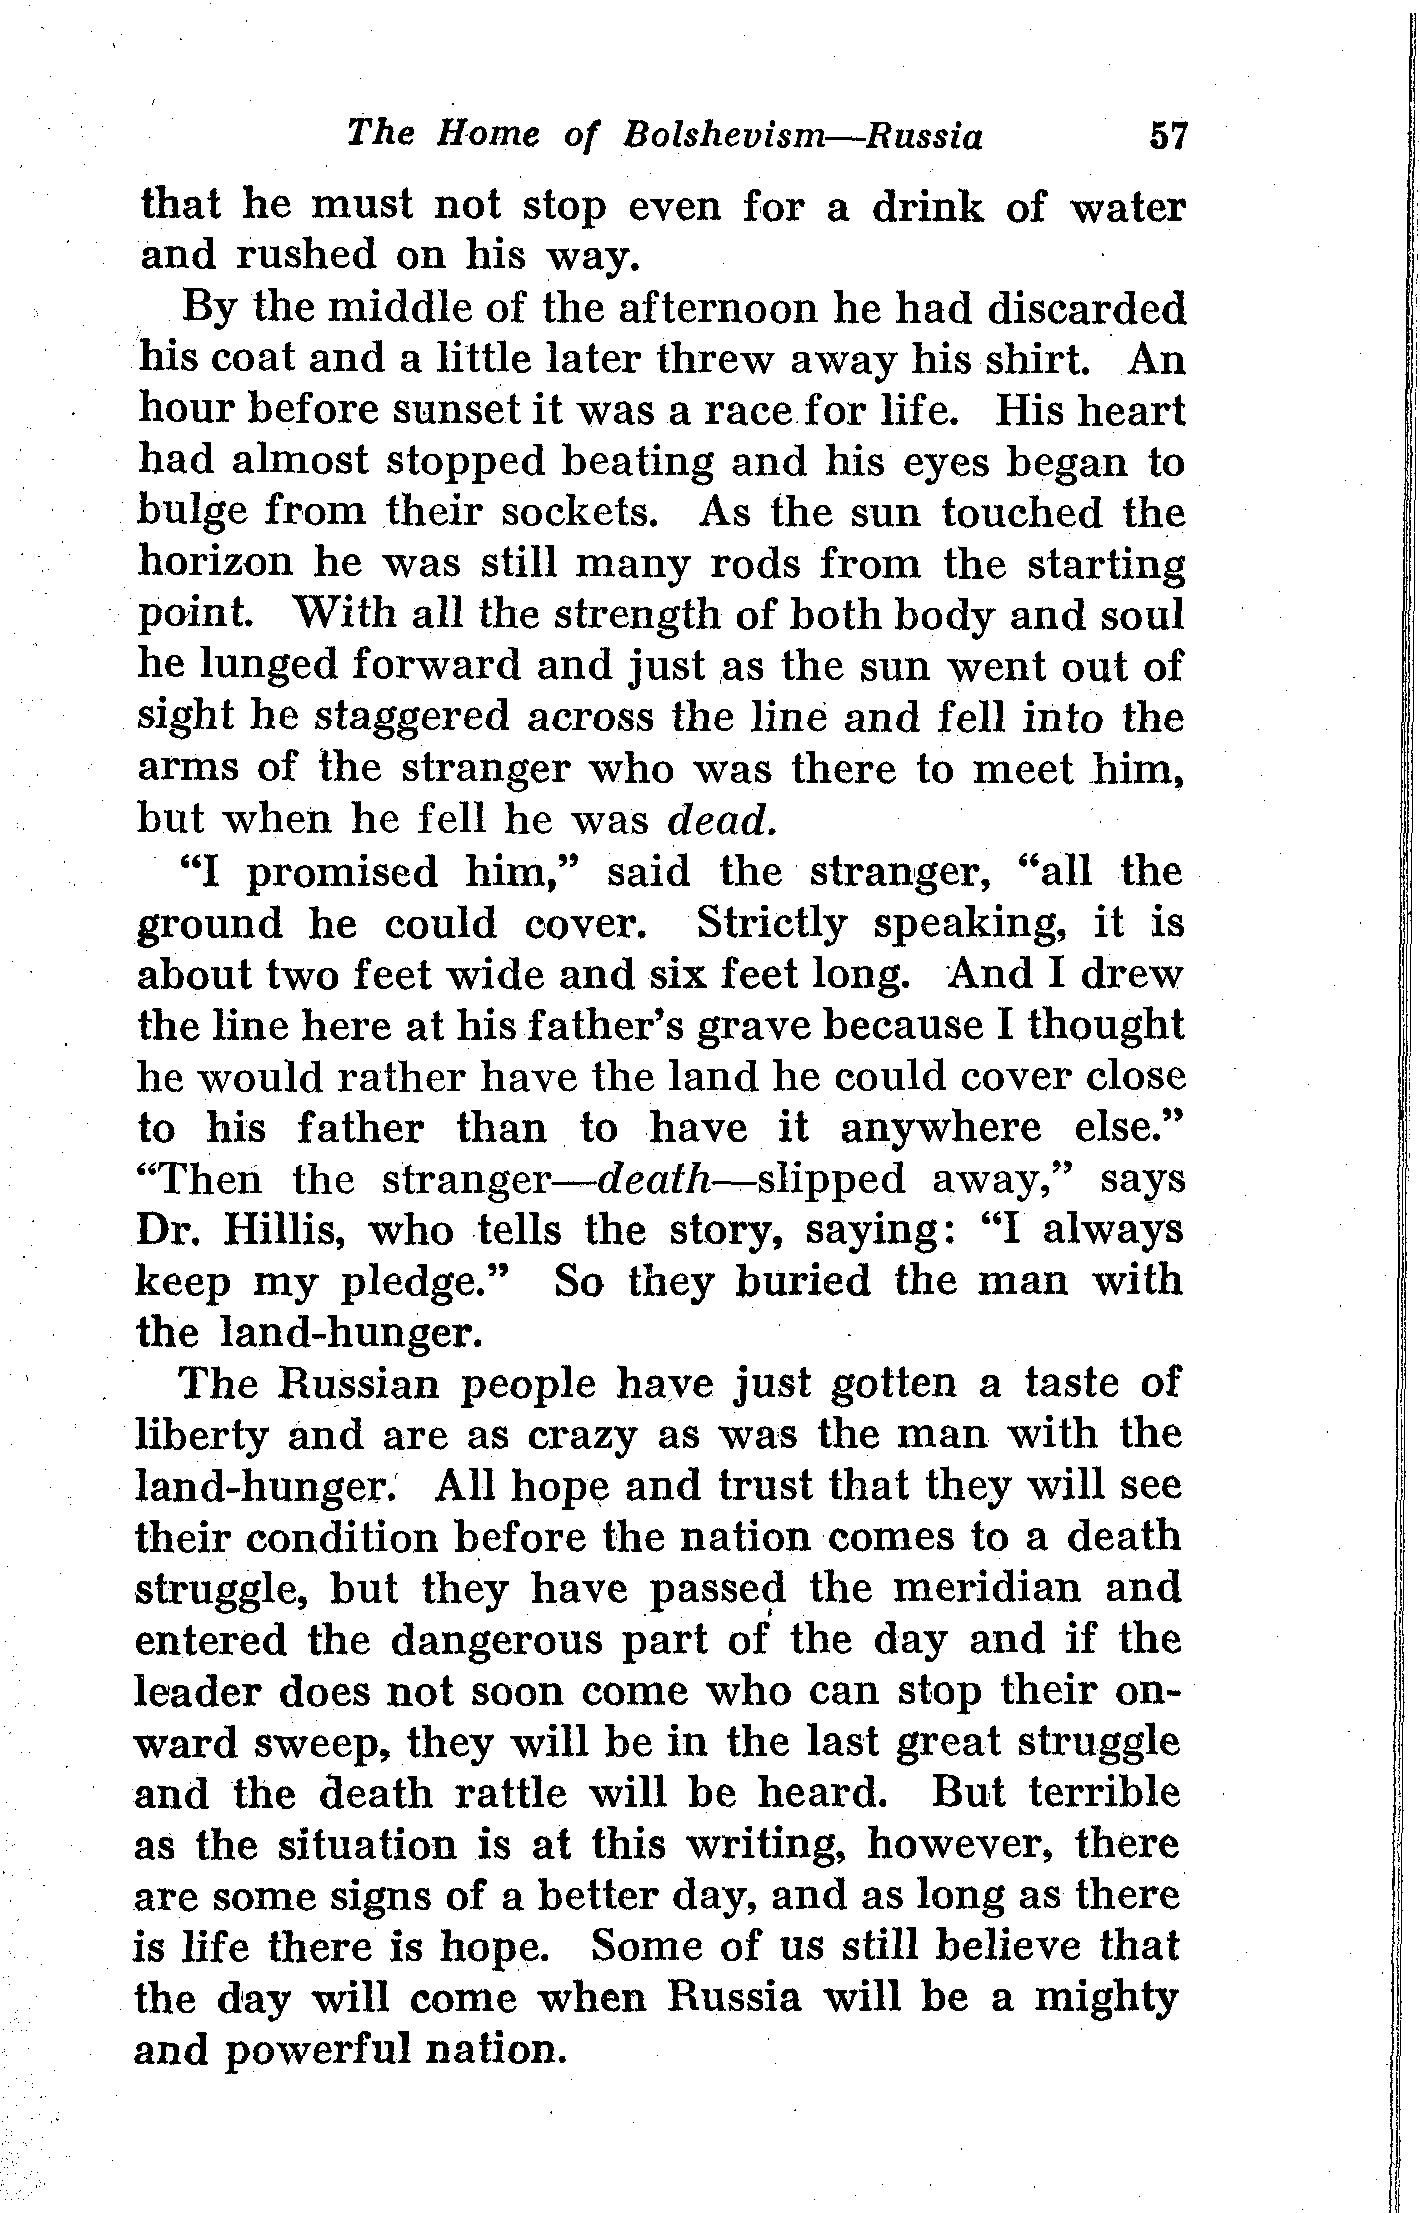 The Home of Bolshevism—Russia 57
that he must not stop even for a drink of water
and rushed on his way.
By the middle of the afternoon he had discarded
his coat and a little later threw away his shirt. An
hour before sunset it was a race for life. His heart
had almost stopped beating and his eyes began to
bulge from their sockets. As the sun touched the
horizon he was still many rods from the starting
point. With all the strength of both body and soul
he lunged forward and just as the sun went out of
sight he staggered across the line and fell into the
arms of the stranger who was there to meet him,
but when he fell he was dead.
“I promised him,” said the stranger, “all the
ground he could cover. Strictly speaking, it is
about two feet wide and six feet long. And I drew
the line here at his father’s grave because I thought
he would rather have the land he could cover close
to his father than to have it anywhere else.”
“Then the stranger—death—slipped away,” says
Dr. Hillis, who tells the story, saying: “I always
keep my pledge.” So they buried the man with
the land-hunger.
The Russian people have just gotten a taste of
liberty and are as crazy as was the man with the
land-hunger. All hope and trust that they will see
their condition before the nation comes to a death
struggle, but they have passed the meridian and
entered the dangerous part of the day and if the
leader does not soon come who can stop their on-
ward sweep, they will be in the last great struggle
and the death rattle will be heard. But terrible
as the situation is at this writing, however, there
are some signs of a better day, and as long as there
is life there is hope. Some of us still believe that
the day will come when Russia will be a mighty
and powerful nation.